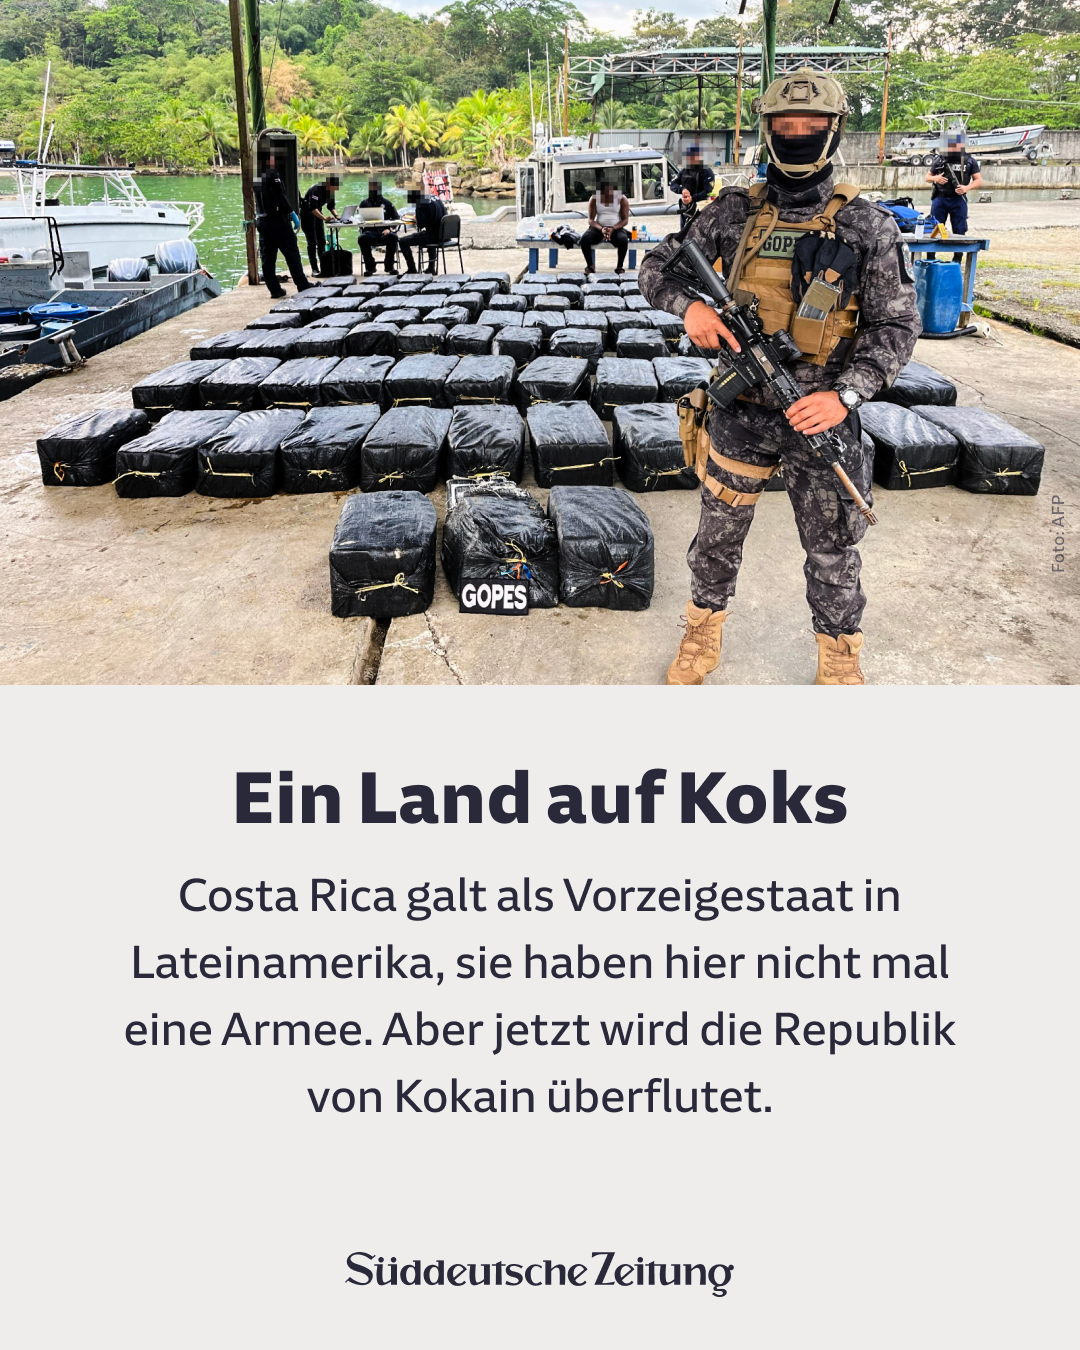 GOPES
GOPES
Foto: AFP
Ein Land auf Koks
Costa Rica galt als Vorzeigestaat in
Lateinamerika, sie haben hier nicht mal
eine Armee. Aber jetzt wird die Republik
von Kokain überflutet.
Süddeutsche Zeitung